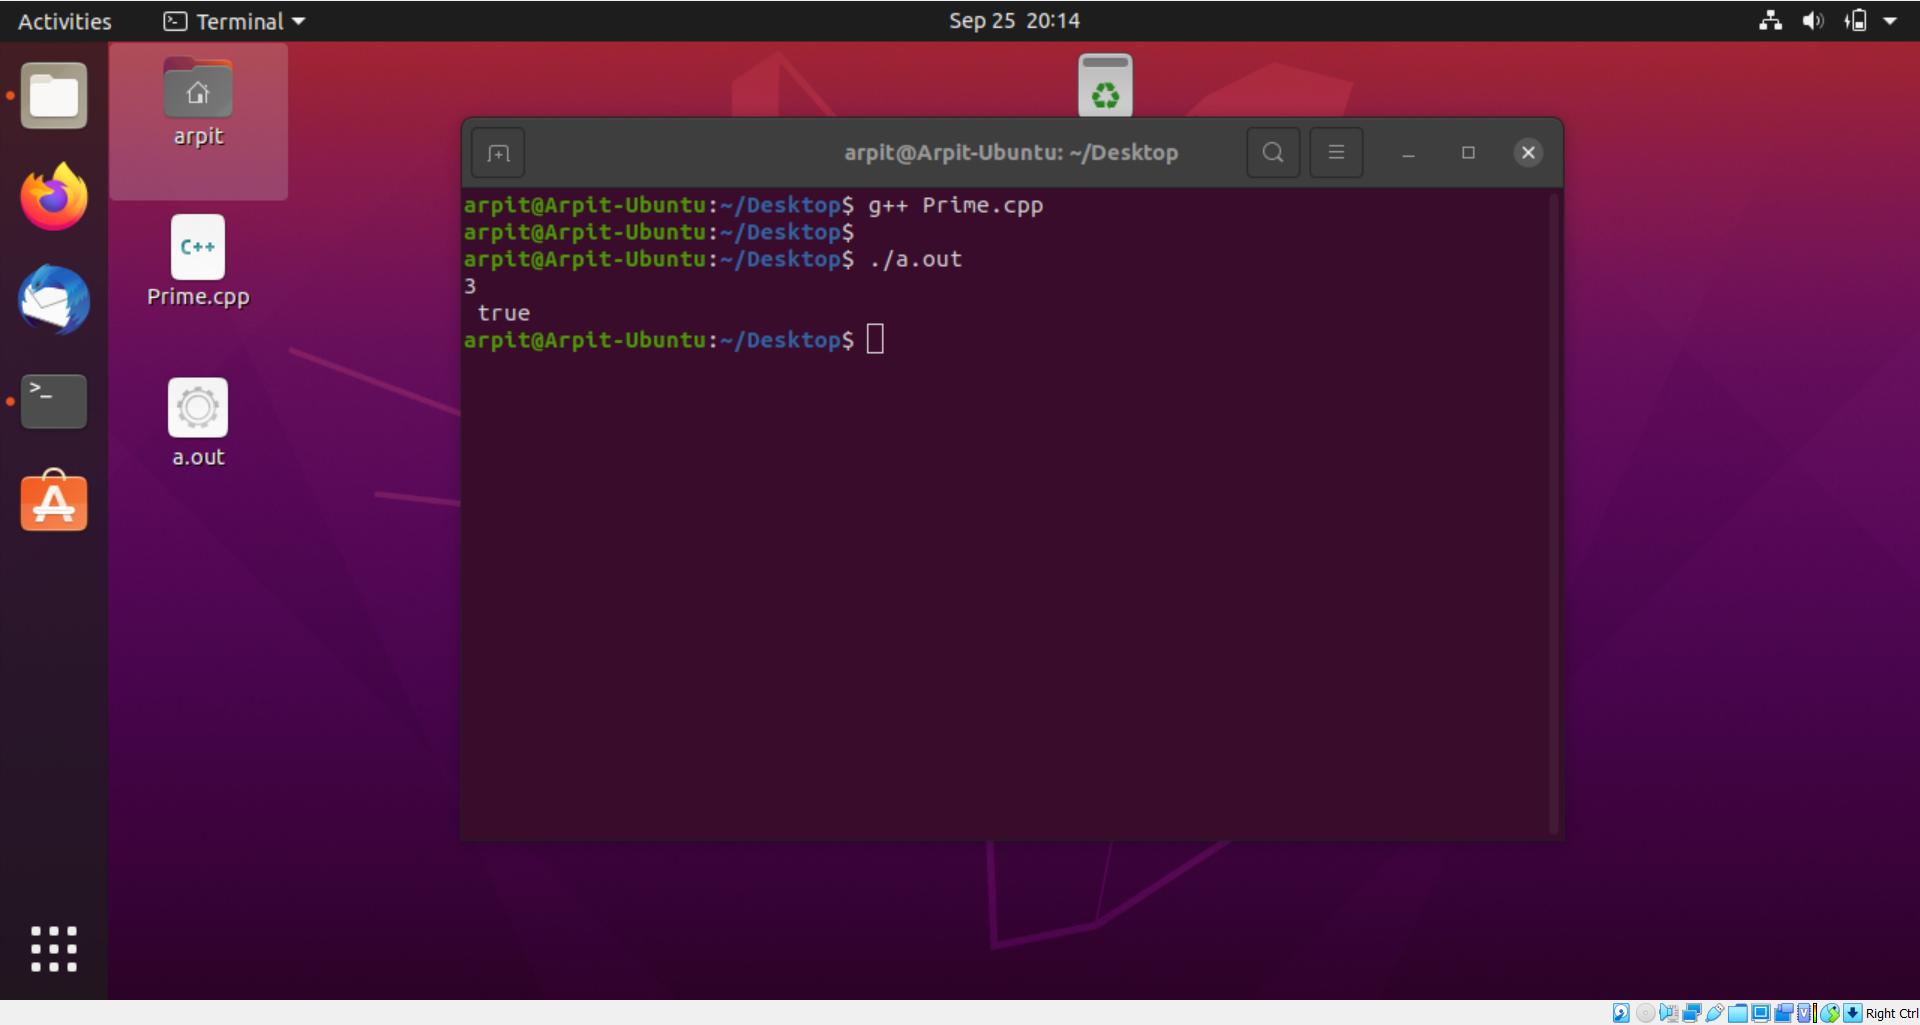 Activities
Terminal
Sep 25 20:14
arpit
C++
Prime.cpp
a.out
arpit@Arpit-Ubuntu: ~/Desktop
arpit@Arpit-Ubuntu:~/Desktop$ g++ Prime.cpp
arpit@Arpit-Ubuntu:~/Desktop$
arpit@Arpit-Ubuntu:~/Desktop$ ./a.out
3
true
arpit@Arpit-Ubuntu:~/Desktop$
Right Ctrl